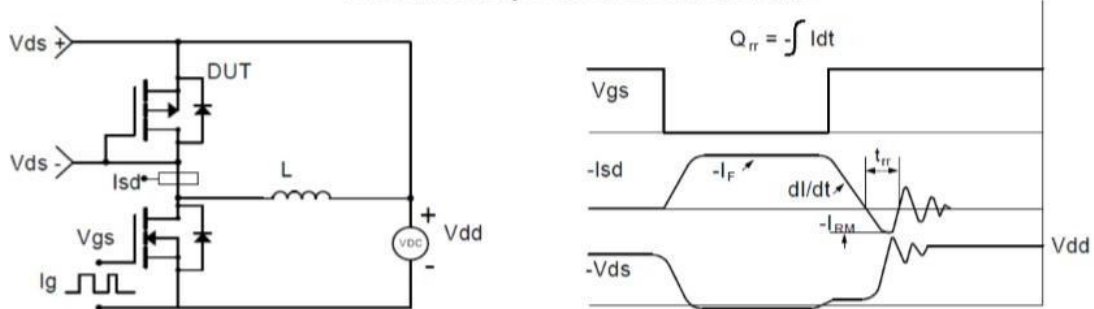 Vds +
DUT
Vds -
Isd
L
Vgs
Ig
VDC
+
Vdd
-
Qrr = -∫ Idt
Vgs
-Isd
-IF
dI/dt
trr
-IRM
Vdd
-Vds